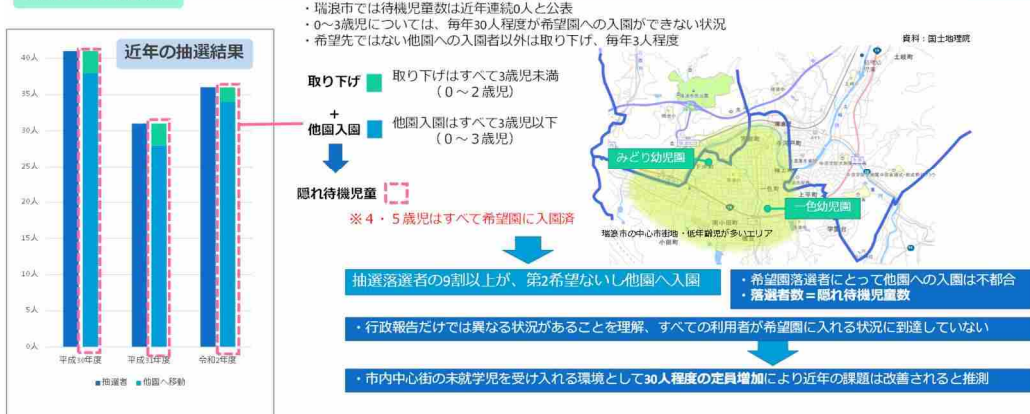 ・瑞浪市では待機児童数は近年連続0人と公表
・0～3歳児については、毎年30人程度が希望園への入園ができない状況
・希望先ではない他園への入園者以外は取り下げ、毎年3人程度
近年の抽選結果
40人
35人
30人
25人
20人
15人
10人
5人
0人
平成30年度
平成31年度
令和2年度
抽選者
他園へ移動
取り下げ
取り下げはすべて3歳児未満
（0～2歳児）
+
他園入園
他園入園はすべて3歳児以下
（0～3歳児）
隠れ待機児童
※4・5歳児はすべて希望園に入園済
資料：国土地理院
みどり幼児園
一色幼児園
瑞浪市の中心市街地・低年齢児が多いエリア
抽選落選者の9割以上が、第2希望ないし他園へ入園
・希望園落選者にとって他園への入園は不都合
・落選者数＝隠れ待機児童数
・行政報告だけでは異なる状況があることを理解、すべての利用者が希望園に入れる状況に到達していない
・市内中心街の未就学児を受け入れる環境として30人程度の定員増加により近年の課題は改善されると推測